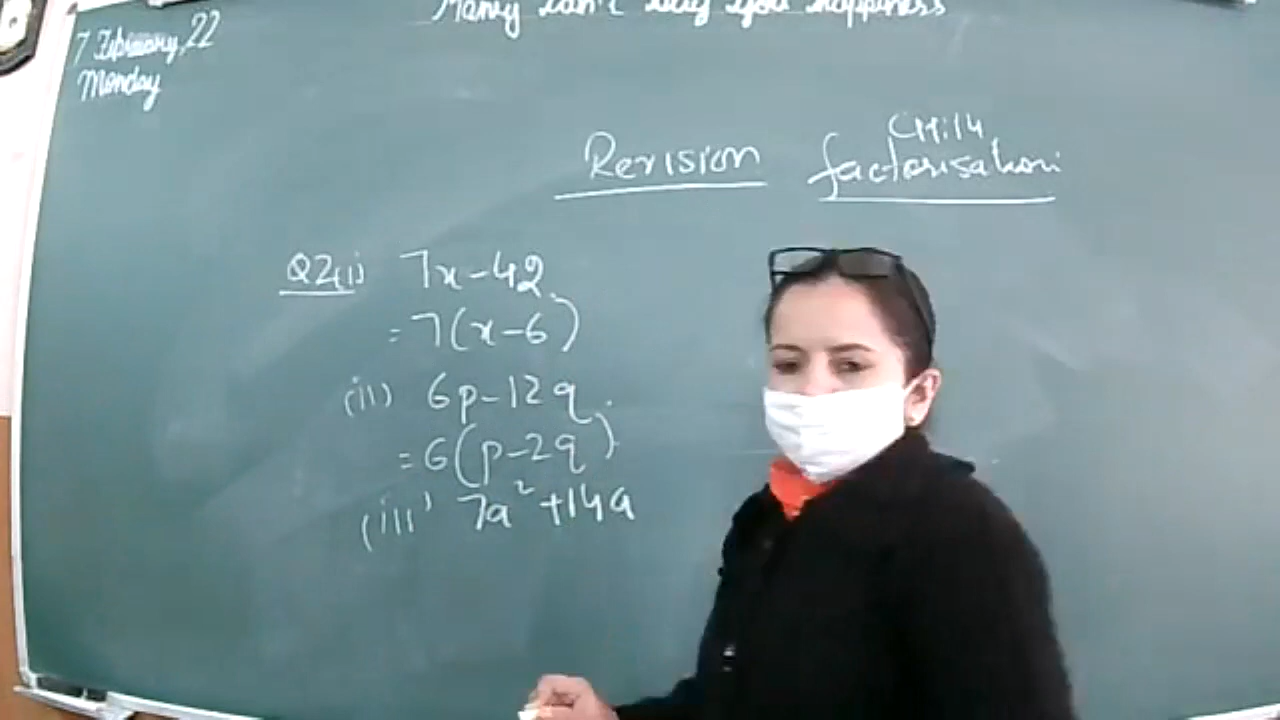 Many can't buy you happiness
7 February, 22
Monday
CH:14
Revision factorisation:
Q2(i) 7x-42
=7(x-6)
(ii) 6p-12q.
=6(p-2q)
(iii) 7a²+14a